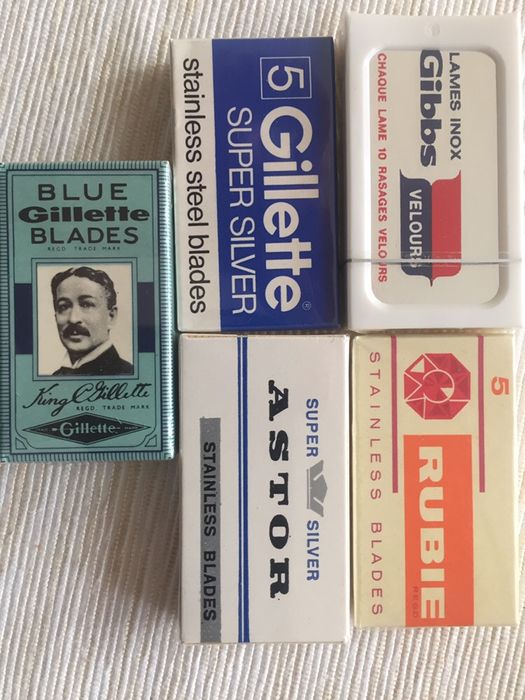 BLUE
Gillette
BLADES
REGD. TRADE MARK
King C Gillette
REGD. TRADE MARK
Gillette
5 Gillette®
SUPER SILVER
stainless steel blades
LAMES INOX
Gibbs
VELOURS
CHAQUE LAME 10 RASAGES VELOURS
SUPER SILVER
ASTOR
STAINLESS BLADES
5
RUBIE
REGD
STAINLESS BLADES